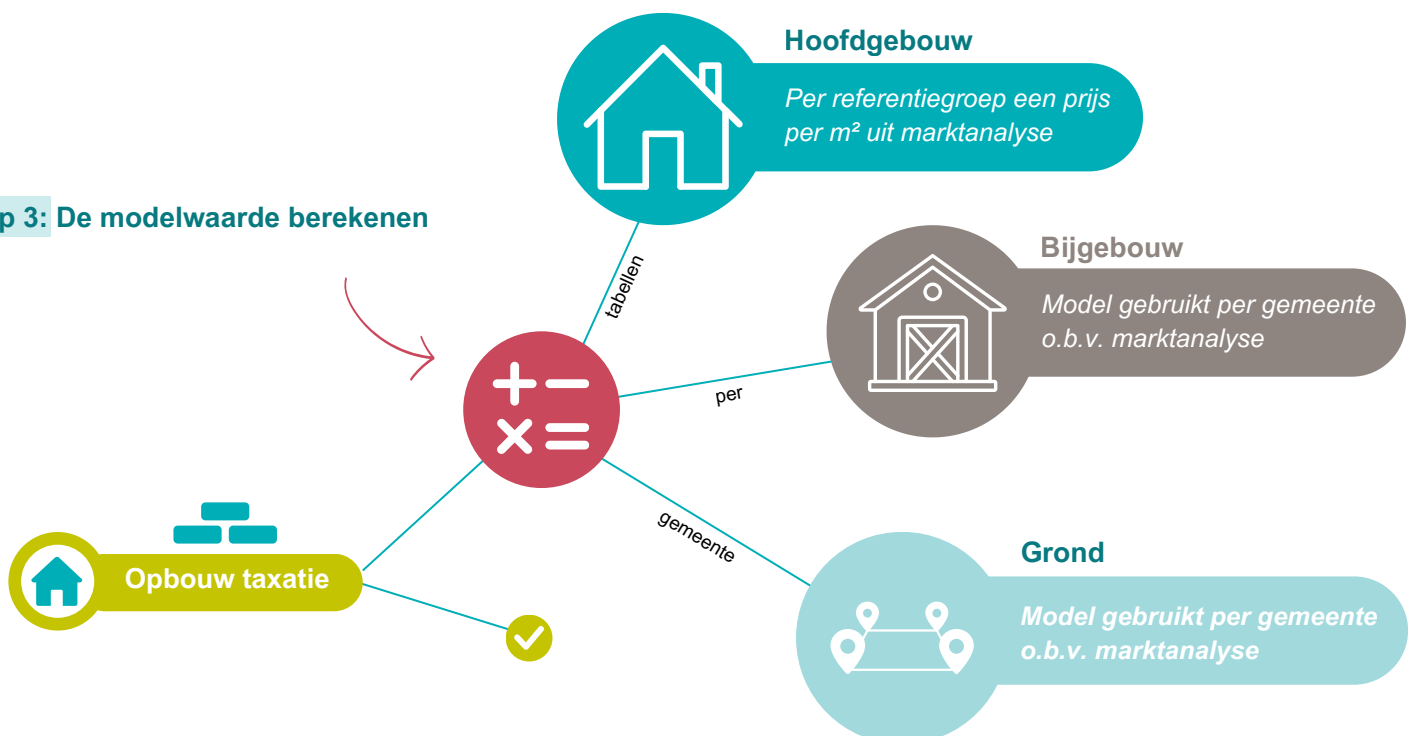 Hoofdgebouw
Per referentiegroep een prijs
per m² uit marktanalyse
p 3: De modelwaarde berekenen
Bijgebouw
Model gebruikt per gemeente
o.b.v. marktanalyse
tabellen
per
gemeente
Opbouw taxatie
Grond
Model gebruikt per gemeente
o.b.v. marktanalyse